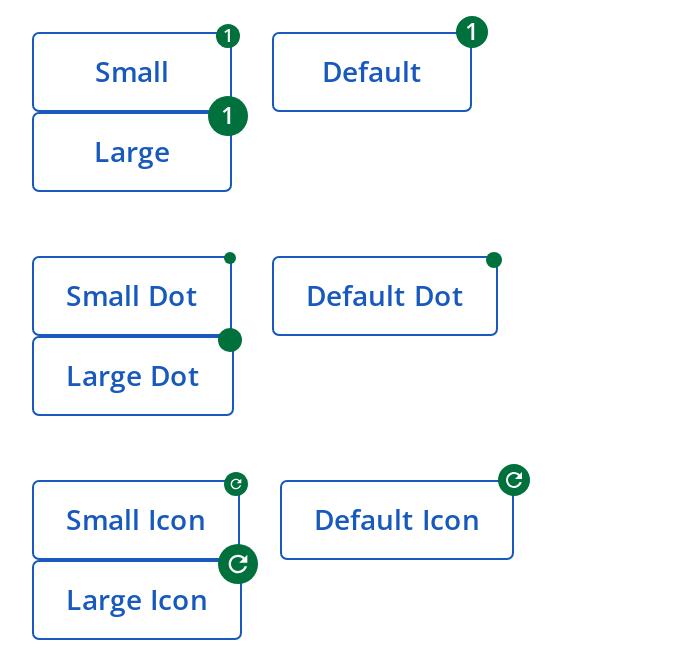 1
1
Small
Default
1
Large
Small Dot
Default Dot
Large Dot
Small Icon
Default Icon
Large Icon